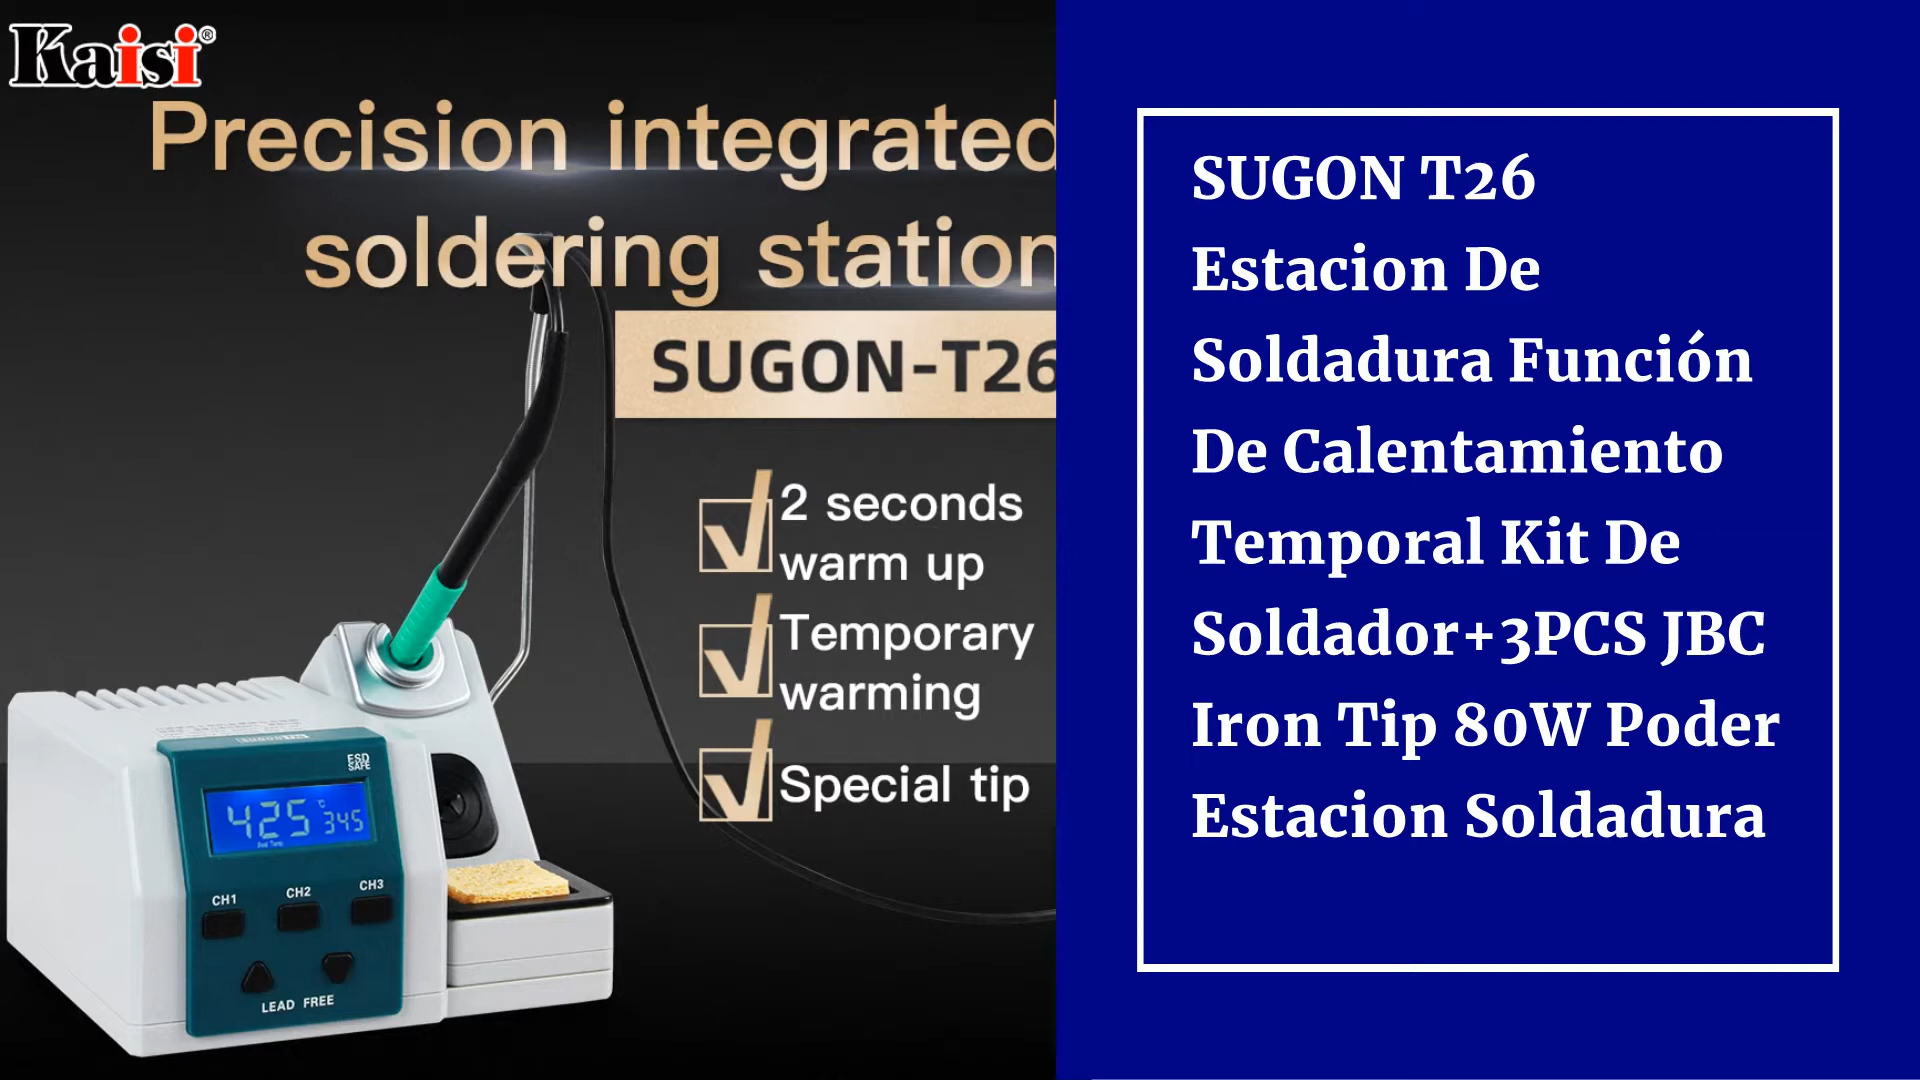 Kaisi®
Precision integrated
soldering station
SUGON-T26
2 seconds
warm up
Temporary
warming
Special tip
ESD
SAFE
425 °C 345
CH1 CH2 CH3
LEAD FREE
SUGON T26
Estacion De
Soldadura Función
De Calentamiento
Temporal Kit De
Soldador+3PCS JBC
Iron Tip 80W Poder
Estacion Soldadura